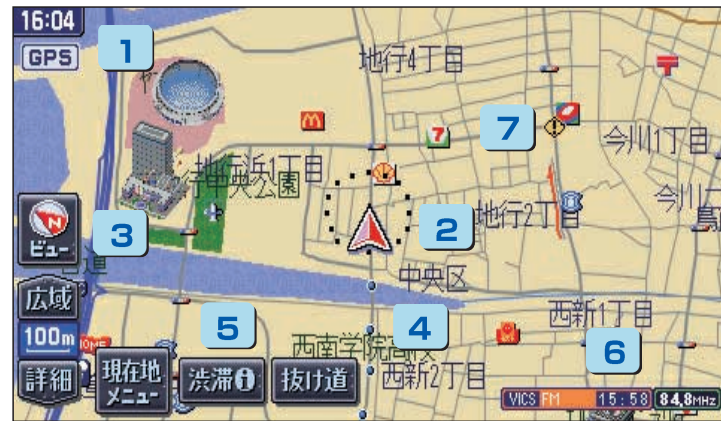 16:04
GPS
1
地行4丁目
7
今川1丁目
地行浜1丁目
行中央公園
ビュー
3
2
地行2丁目
今川
中央区
広域
100m
5
4
西新1丁目
6
西南学院高校
詳細
現在地
メニュー
渋滞
抜け道
西新2丁目
VICS FM 15:58 84.8MHz